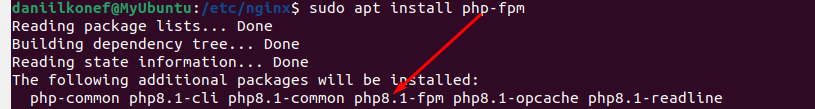 daniilkonef@MyUbuntu:/etc/nginx$ sudo apt install php-fpm
Reading package lists... Done
Building dependency tree... Done
Reading state information... Done
The following additional packages will be installed:
php-common php8.1-cli php8.1-common php8.1-fpm php8.1-opcache php8.1-readline